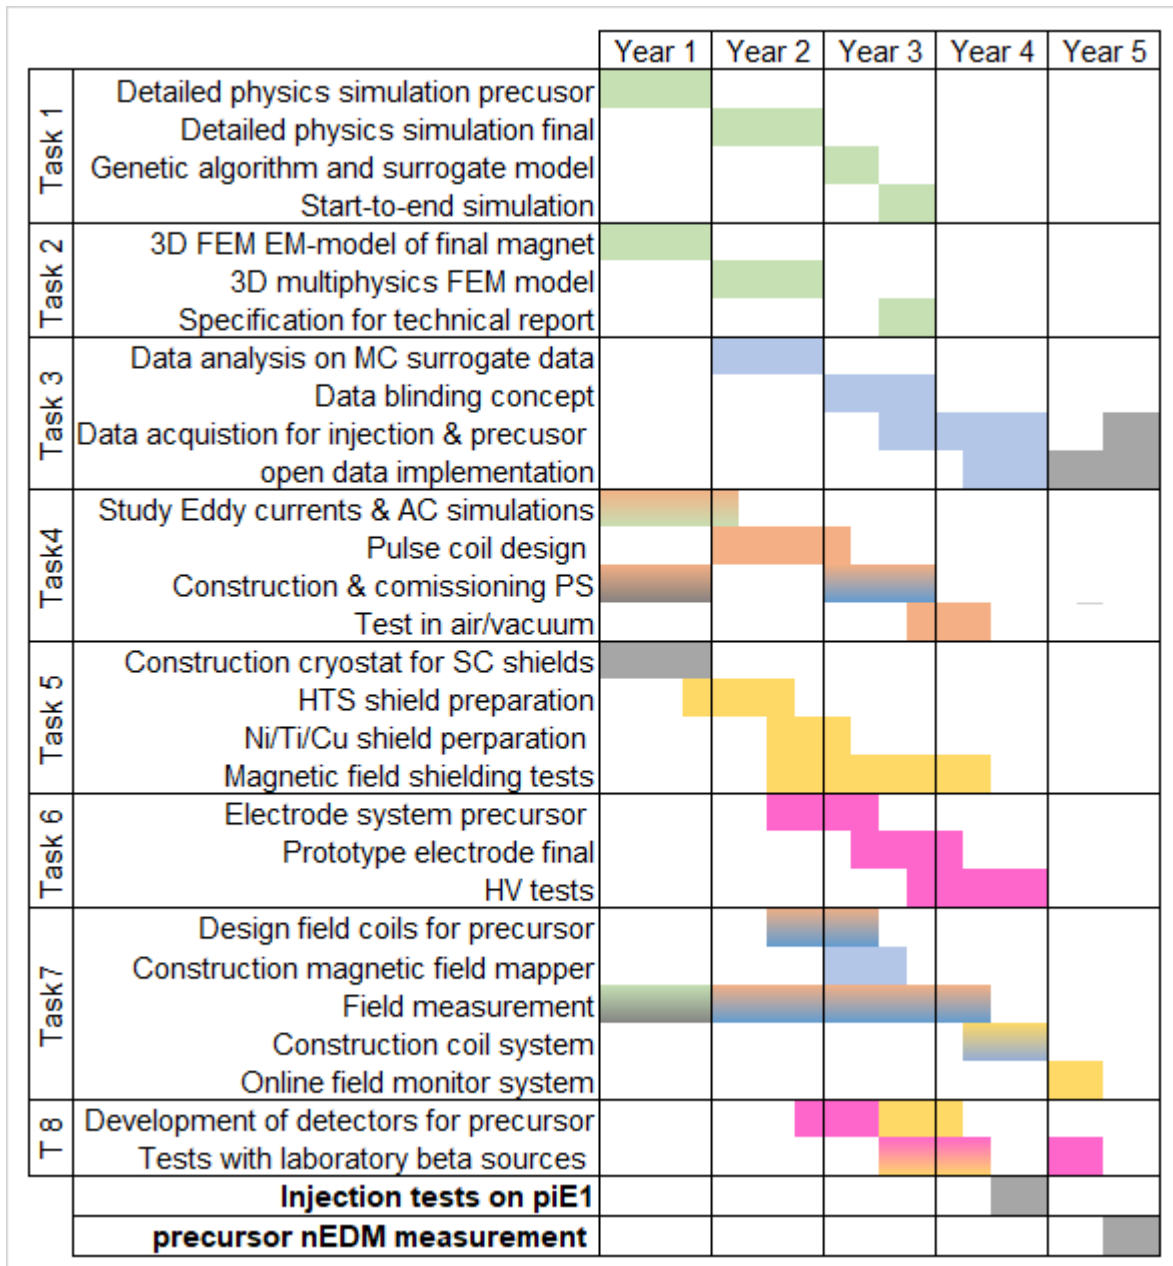 Year 1 Year 2 Year 3 Year 4 Year 5
Task 1
Detailed physics simulation precusor
Detailed physics simulation final
Genetic algorithm and surrogate model
Start-to-end simulation
Task 2
3D FEM EM-model of final magnet
3D multiphysics FEM model
Specification for technical report
Task 3
Data analysis on MC surrogate data
Data blinding concept
Data acquistion for injection & precusor
open data implementation
Task4
Study Eddy currents & AC simulations
Pulse coil design
Construction & comissioning PS
Test in air/vacuum
Task 5
Construction cryostat for SC shields
HTS shield preparation
Ni/Ti/Cu shield perparation
Magnetic field shielding tests
Task 6
Electrode system precursor
Prototype electrode final
HV tests
Task7
Design field coils for precursor
Construction magnetic field mapper
Field measurement
Construction coil system
Online field monitor system
T 8
Development of detectors for precursor
Tests with laboratory beta sources
Injection tests on piE1
precursor nEDM measurement